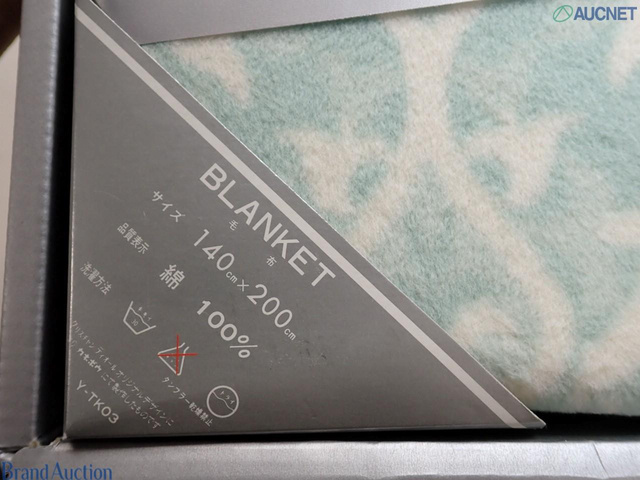 AUCNET
BLANKET
毛布
サイズ 140cm×200cm
品質表示 綿 100%
洗濯方法
タンブラー乾燥禁止
Y-TK03
Brand Auction